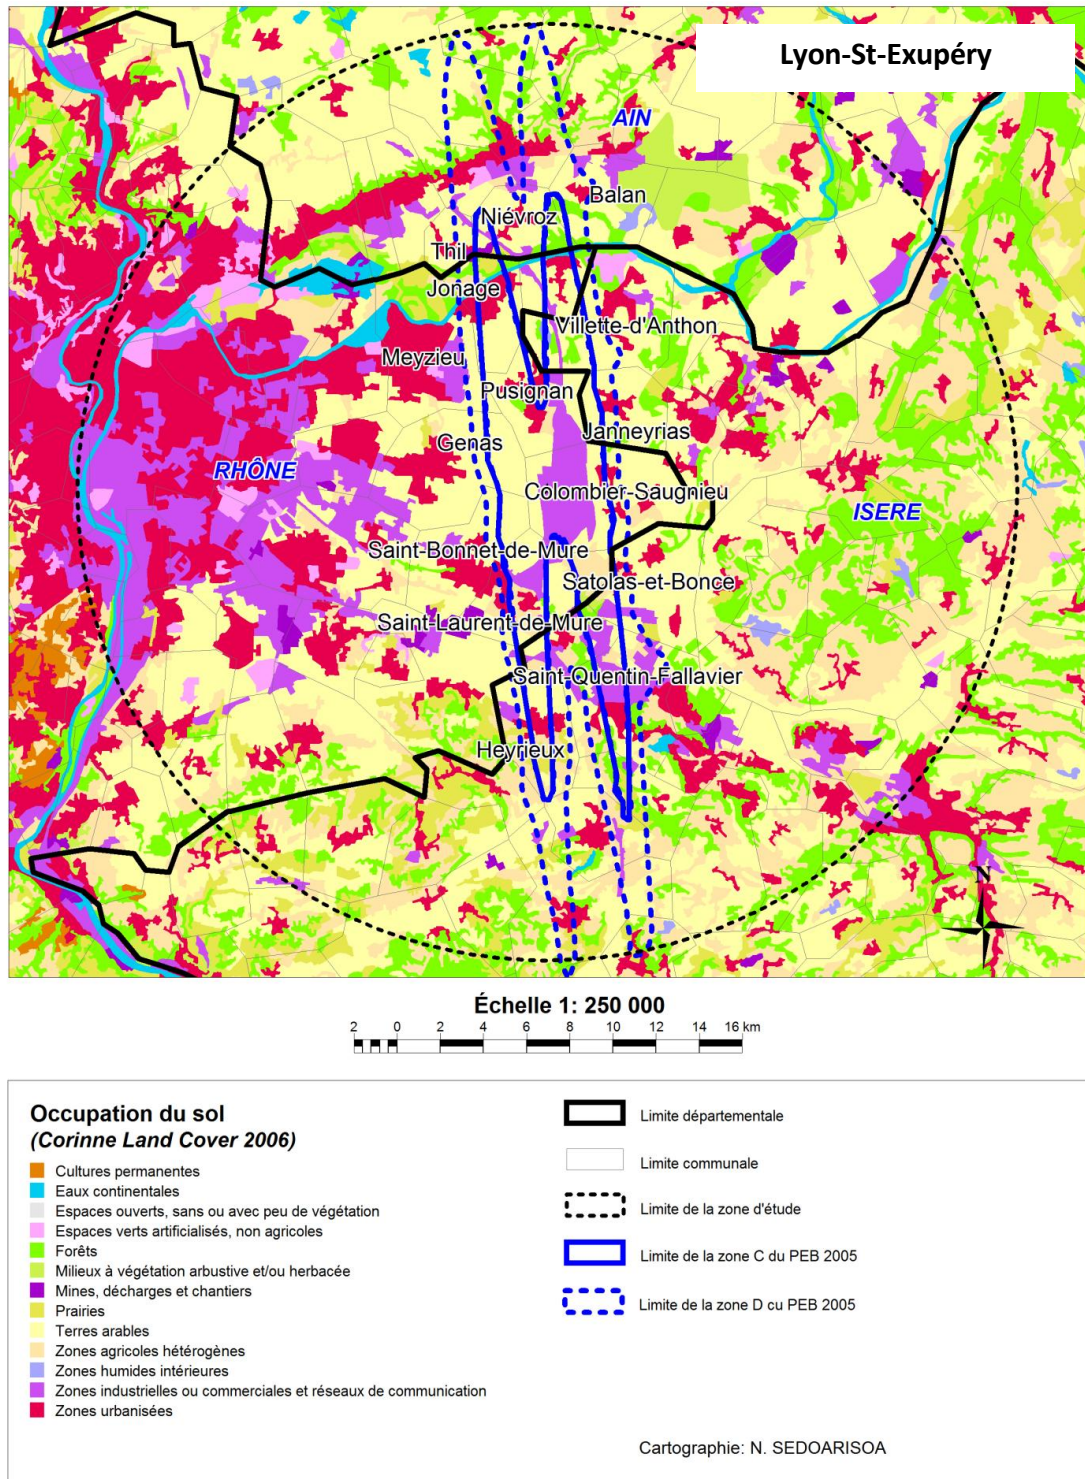 Lyon-St-Exupéry
AIN
Balan
Niévroz
Thil
Jonage
Villette-d'Anthon
Meyzieu
Pusignan
Janneyrias
Genas
RHÔNE
Colombier-Saugnieu
ISERE
Saint-Bonnet-de-Mure
Satolas-et-Bonce
Saint-Laurent-de-Mure
Saint-Quentin-Fallavier
Heyrieux
N
Échelle 1: 250 000
2 0 2 4 6 8 10 12 14 16 km
Occupation du sol
(Corinne Land Cover 2006)
Cultures permanentes
Eaux continentales
Espaces ouverts, sans ou avec peu de végétation
Espaces verts artificialisés, non agricoles
Forêts
Milieux à végétation arbustive et/ou herbacée
Mines, décharges et chantiers
Prairies
Terres arables
Zones agricoles hétérogènes
Zones humides intérieures
Zones industrielles ou commerciales et réseaux de communication
Zones urbanisées
Limite départementale
Limite communale
Limite de la zone d'étude
Limite de la zone C du PEB 2005
Limite de la zone D cu PEB 2005
Cartographie: N. SEDOARISOA